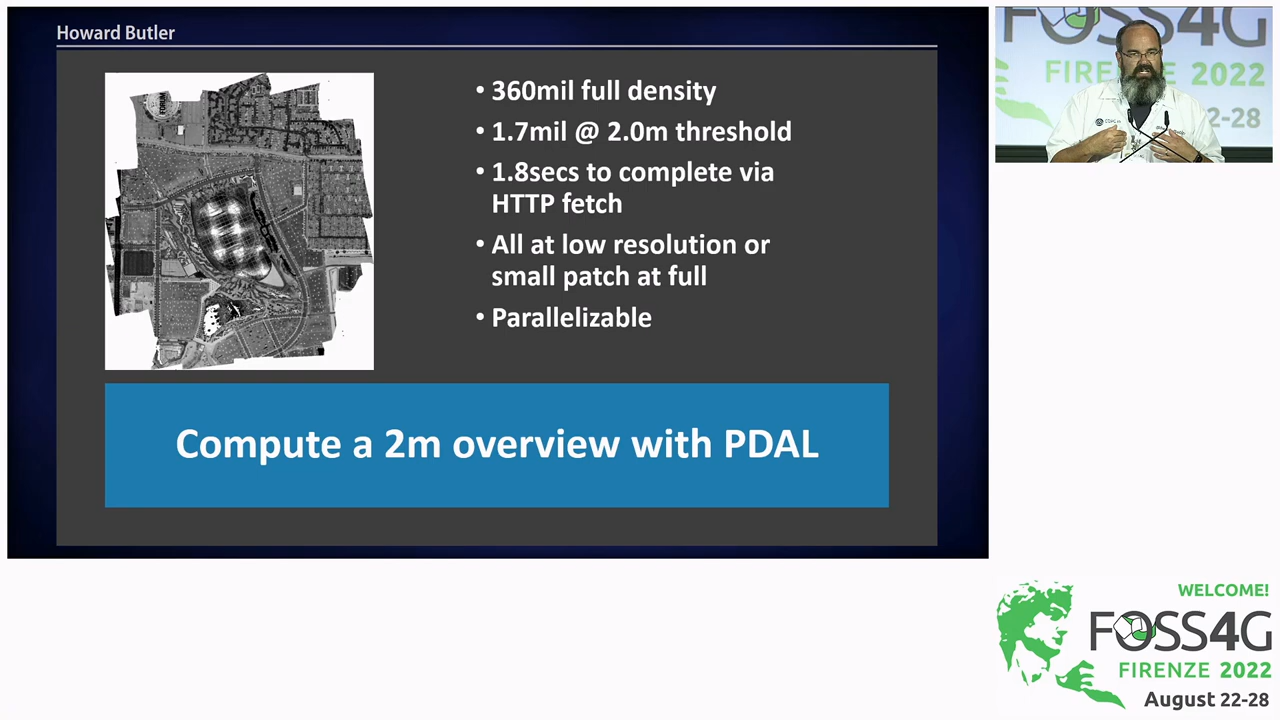 Howard Butler
• 360mil full density
• 1.7mil @ 2.0m threshold
• 1.8secs to complete via
HTTP fetch
• All at low resolution or
small patch at full
• Parallelizable
Compute a 2m overview with PDAL
FORUM
FOSS4G
FIRENZE 2022
2-28
WELCOME!
FOSS4G
FIRENZE 2022
August 22-28